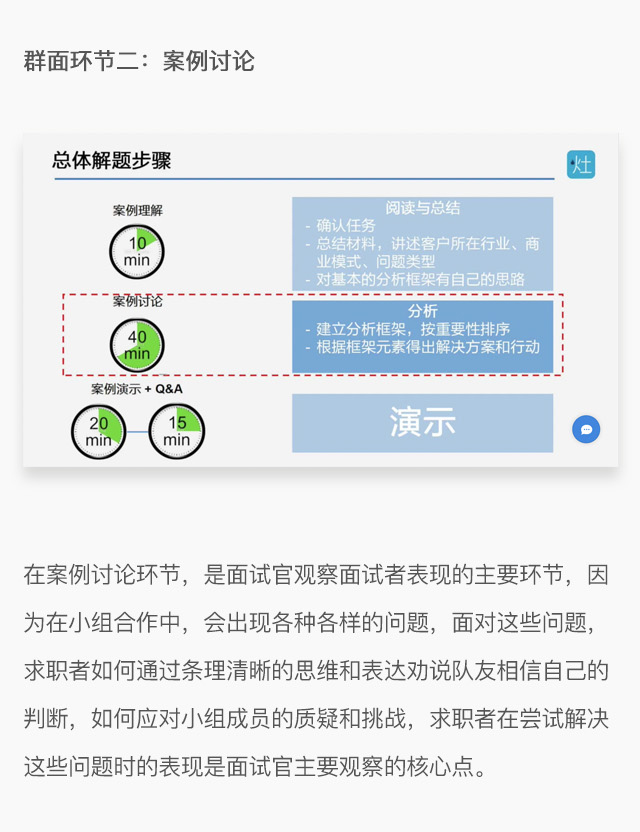 群面环节二：案例讨论
总体解题步骤
灶
案例理解
10
min
阅读与总结
- 确认任务
- 总结材料，讲述客户所在行业、商
业模式、问题类型
- 对基本的分析框架有自己的思路
案例讨论
40
min
分析
- 建立分析框架，按重要性排序
- 根据框架元素得出解决方案和行动
案例演示 + Q&A
20
min
15
min
演示
在案例讨论环节，是面试官观察面试者表现的主要环节，因
为在小组合作中，会出现各种各样的问题，面对这些问题，
求职者如何通过条理清晰的思维和表达劝说队友相信自己的
判断，如何应对小组成员的质疑和挑战，求职者在尝试解决
这些问题时的表现是面试官主要观察的核心点。